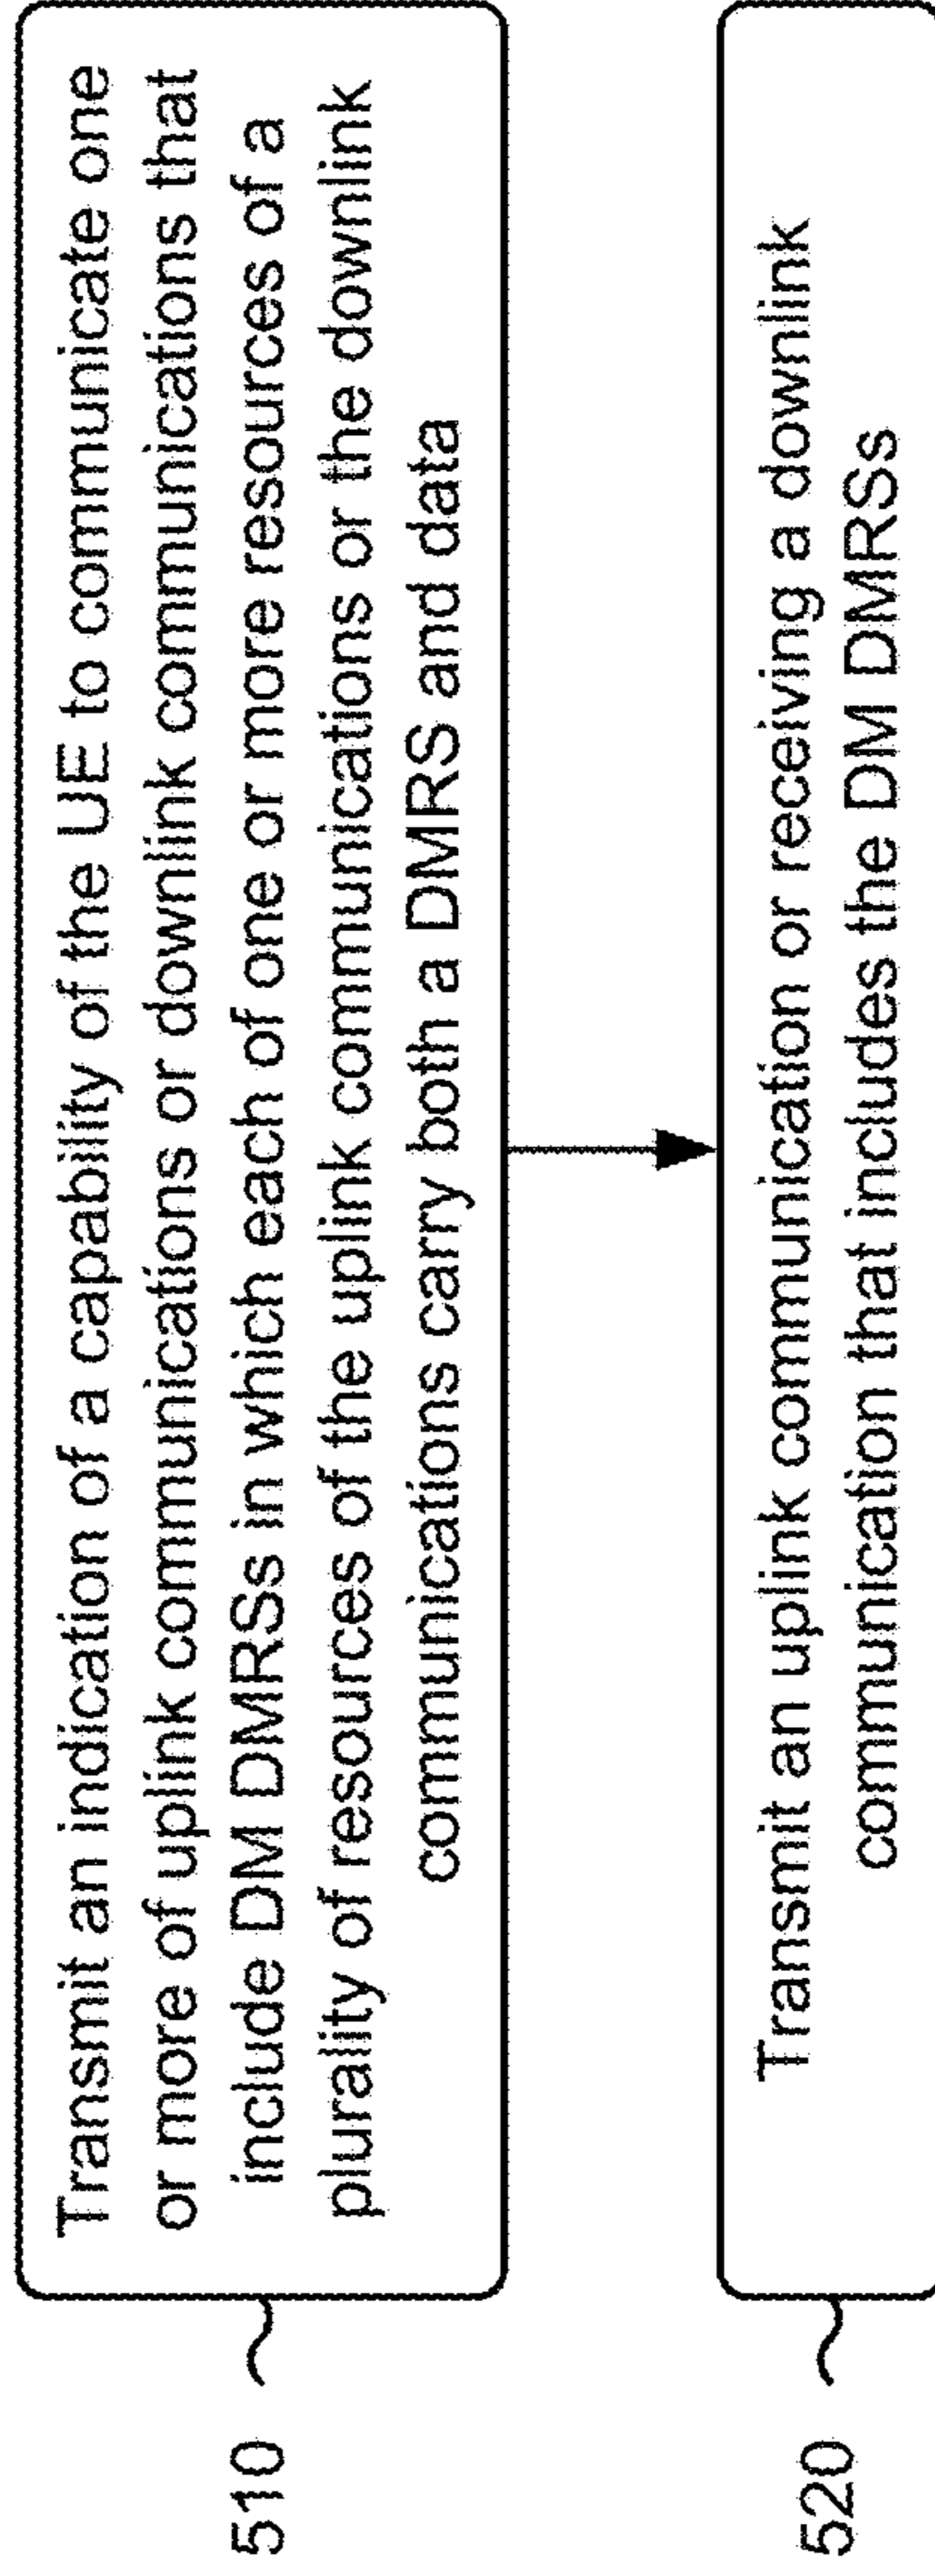 510
Transmit an indication of a capability of the UE to communicate one
or more of uplink communications or downlink communications that
include DM DMRSs in which each of one or more resources of a
plurality of resources of the uplink communications or the downlink
communications carry both a DMRS and data
520
Transmit an uplink communication or receiving a downlink
communication that includes the DM DMRSs